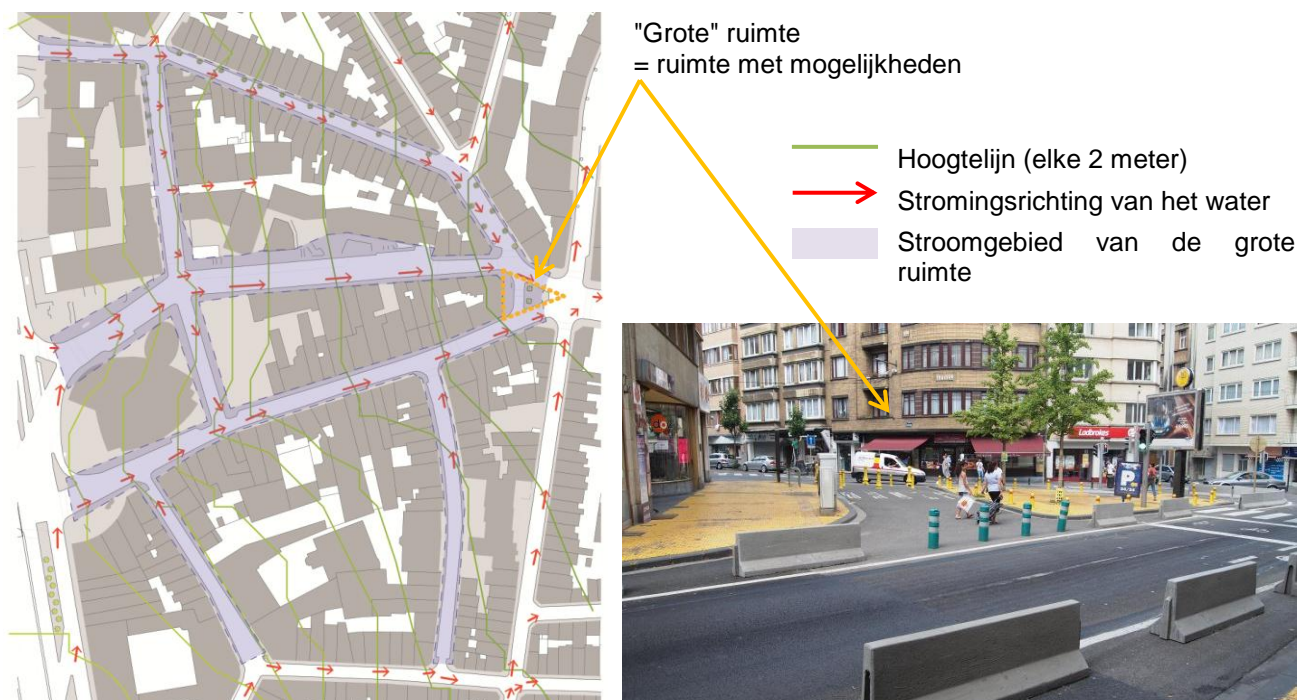 "Grote" ruimte
= ruimte met mogelijkheden
Hoogtelijn (elke 2 meter)
Stromingsrichting van het water
Stroomgebied van de grote
ruimte
Ladbrokes
P